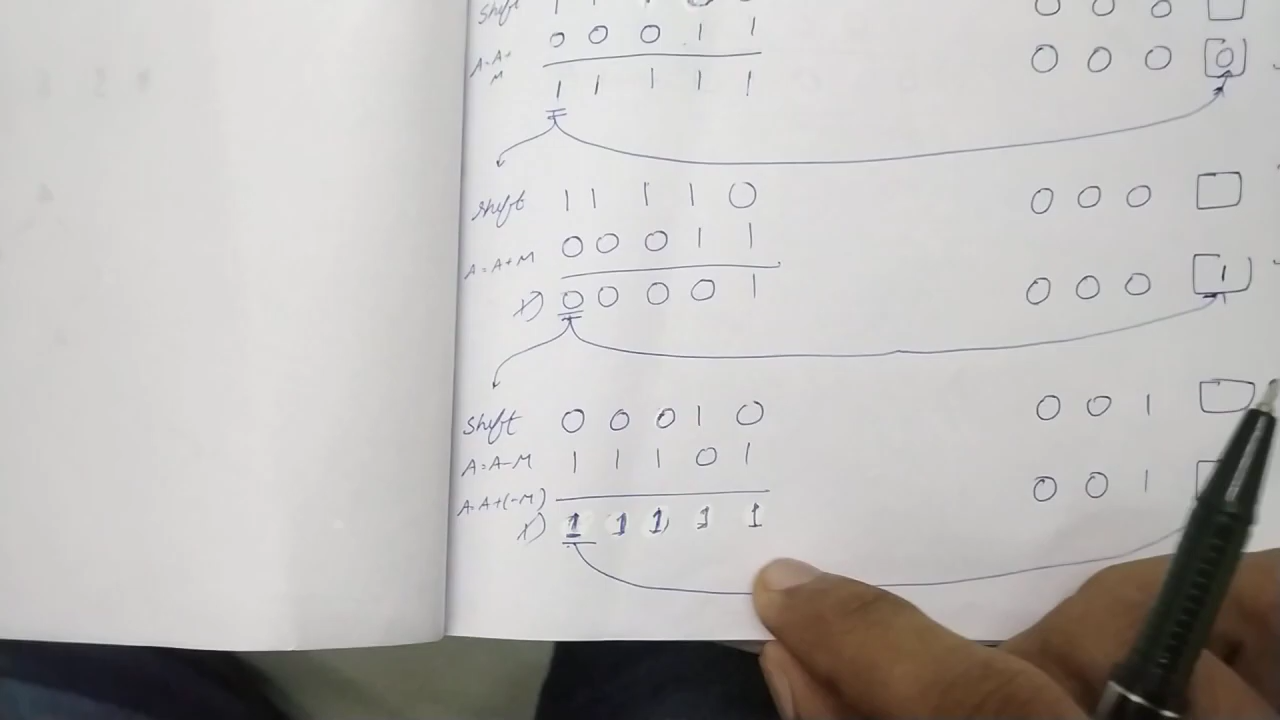 Shift 1 1 1
0 0 0 1 1
A=A+ M 0 0 0 0
1 1 1 1 1
Shift 1 1 1 1 0 0 0 0
0 0 0 1 1
A=A+M
x) 0 0 0 0 1 0 0 0 1
Shift 0 0 0 1 0 0 0 1
A=A-M 1 1 1 0 1
A=A+(-M) 0 0 1
x) 1 1 1 1 1